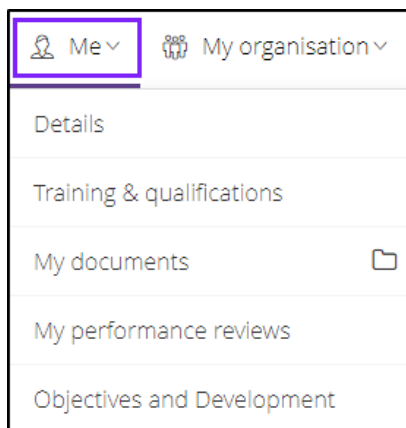 Me My organisation
Details
Training & qualifications
My documents
My performance reviews
Objectives and Development